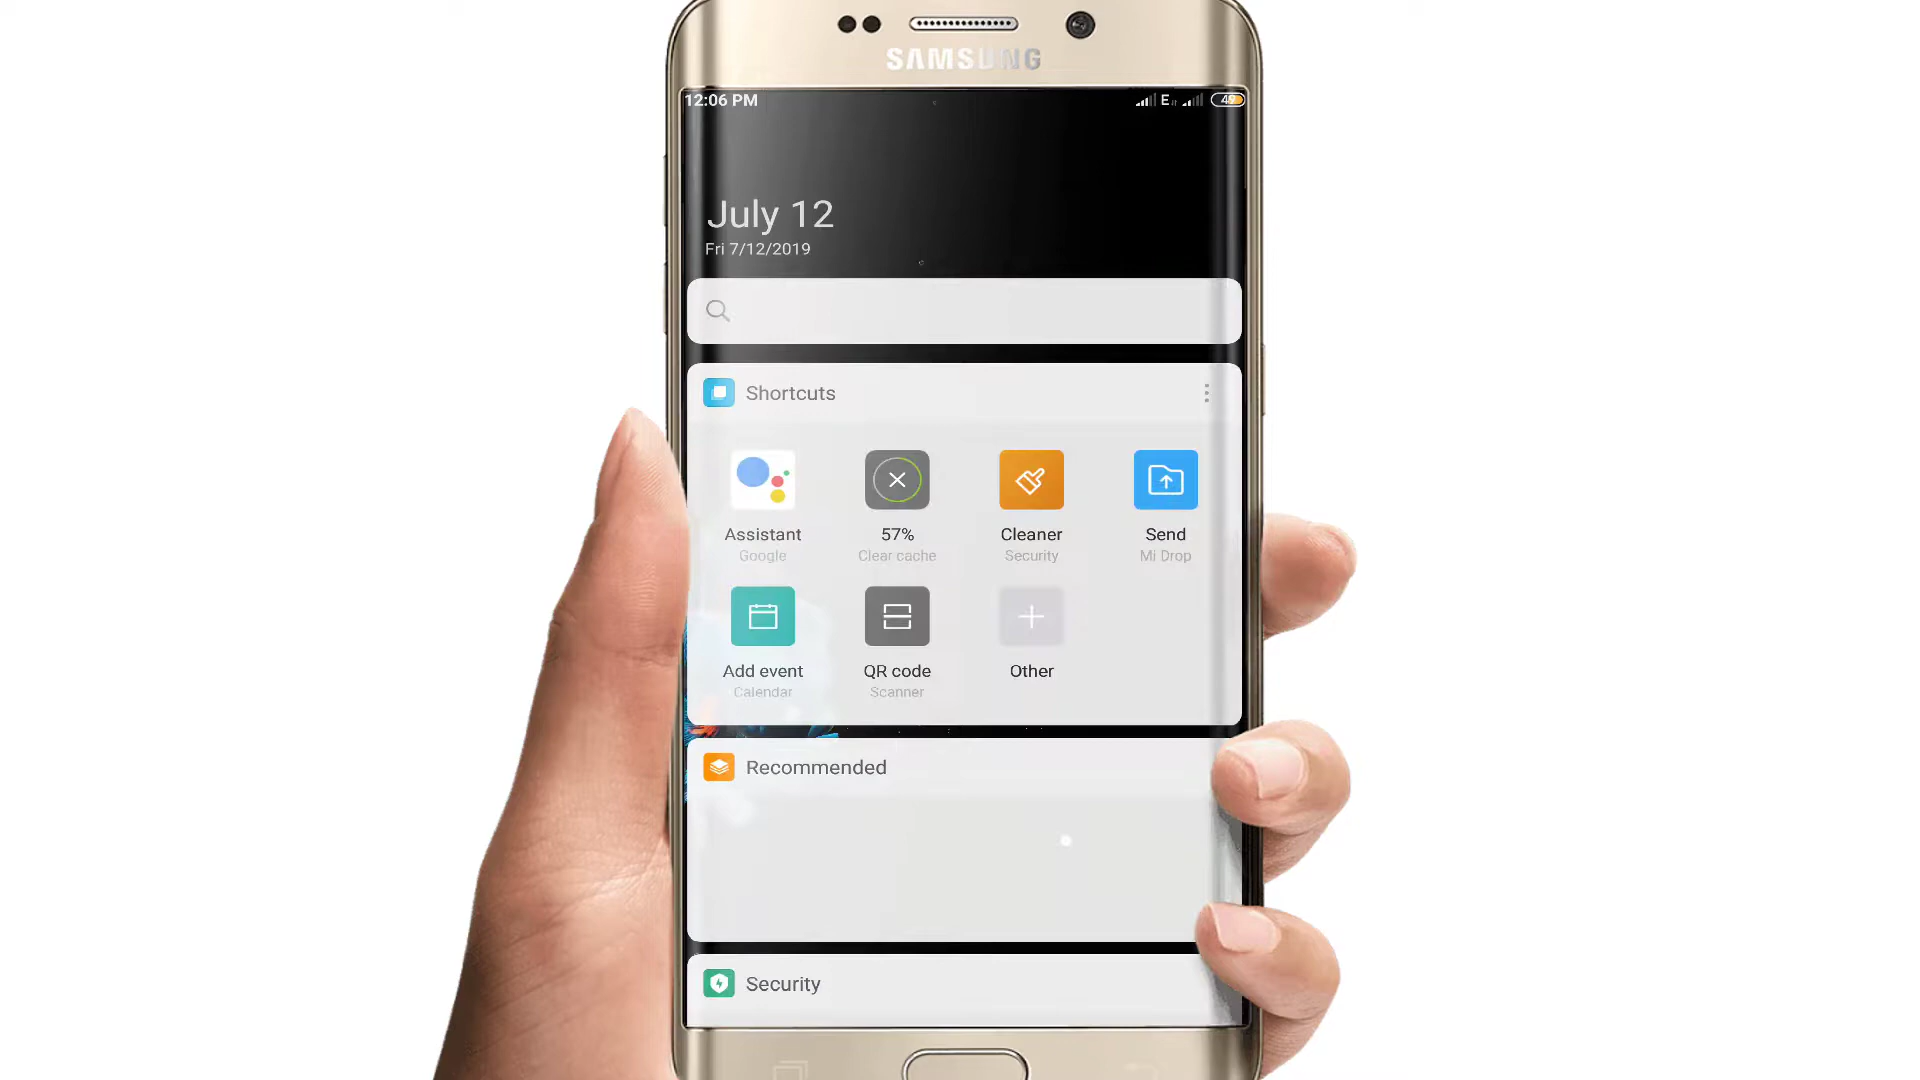 SAMSUNG
12:06 PM
E
49
July 12
Fri 7/12/2019
Shortcuts
Assistant
Google
57%
Clear cache
Cleaner
Security
Send
Mi Drop
Add event
Calendar
QR code
Scanner
Other
Recommended
Security